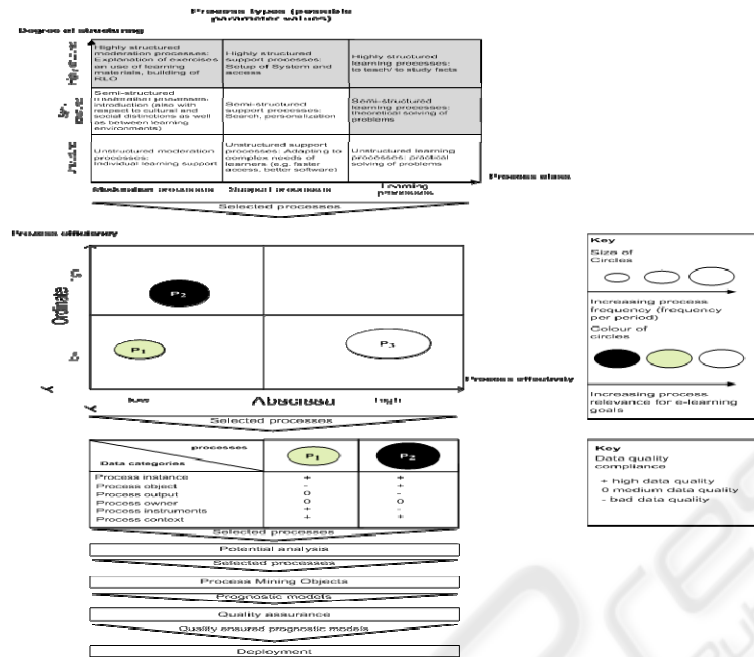 Process types (possible
parameter values)
Degree of structuring
Highly structured
moderation processes:
Explanation of exercises
an use of learning
materials, building of
RLO
Highly structured
support processes:
Setup of System and
access
Highly structured
learning processes:
to teach/ to study facts
Semi-structured
moderation processes:
introduction (also with
respect to cultural and
social distinctions as well
as between learning
environments)
Semi-structured
support processes:
Search, personalization
Semi-structured
learning processes:
theoretical solving of
problems
Unstructured moderation
processes:
Individual learning support
Unstructured support
processes: Adapting to
complex needs of
learners (e.g. faster
access, better software)
Unstructured learning
processes: practical
solving of problems
Process class
Moderation processes
Support processes
Learning
processes
Selected processes
Process efficiency
Ordinate
P2
P1
P3
Process effectivity
low
Abscissa
high
Selected processes
Key
Size of
Circles
Increasing process
frequency (frequency
per period)
Colour of
circles
Increasing process
relevance for e-learning
goals
processes
Data categories
P1
P2
Process instance + +
Process object - +
Process output 0 -
Process owner 0 0
Process instruments + -
Process context + +
Key
Data quality
compliance
+ high data quality
0 medium data quality
- bad data quality
Selected processes
Potential analysis
Selected processes
Process Mining Objects
Prognostic models
Quality assurance
Quality ensured prognostic models
Deployment